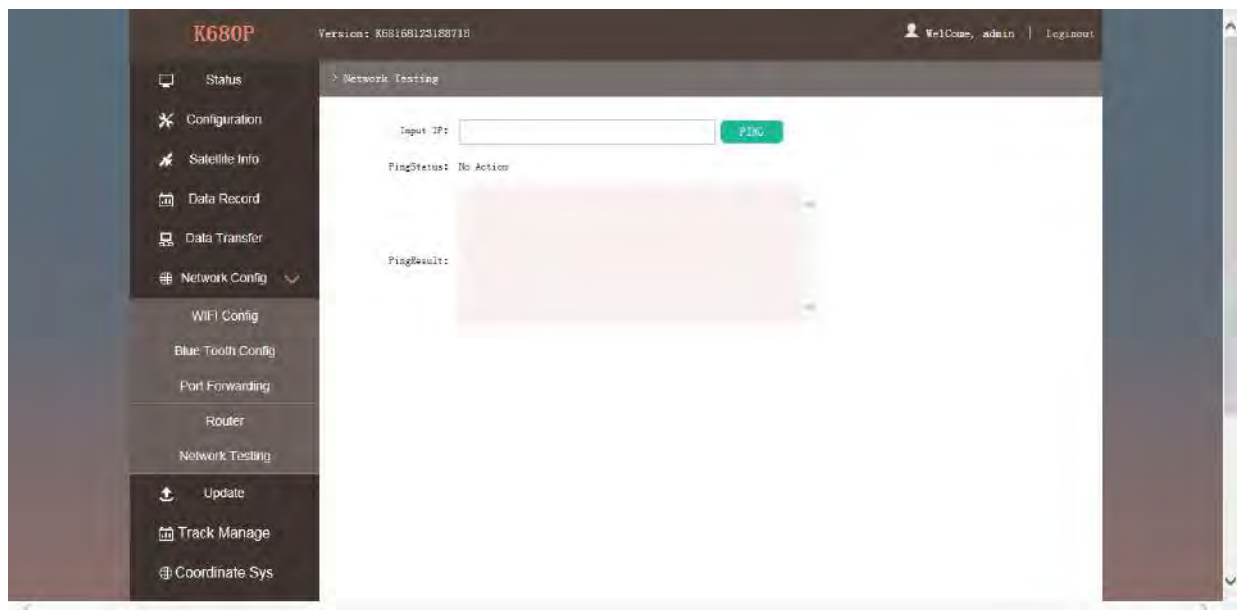 K680P
Version: K68168123188718
WelCome, admin | Loginout
Status
> Network Testing
Configuration
Input IP:
PING
Satellite Info
PingStatus: No Action
Data Record
Data Transfer
PingResult:
Network Config
WIFI Config
Blue Tooth Config
Port Forwarding
Router
Network Testing
Update
Track Manage
Coordinate Sys